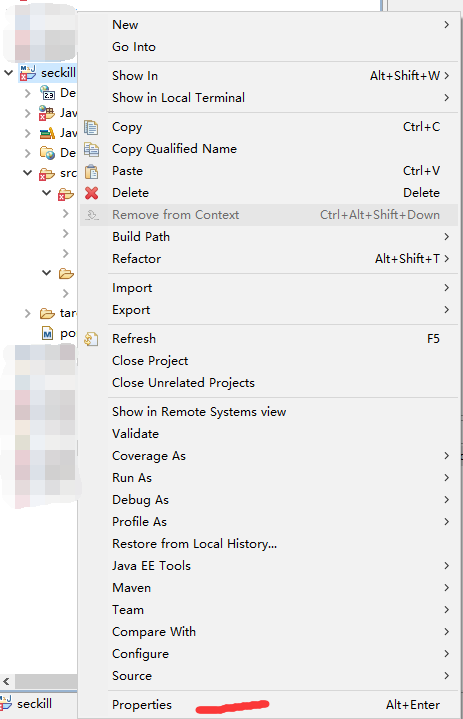 New
Go Into
seckill
Show In Alt+Shift+W
De
Show in Local Terminal
Jav
Copy Ctrl+C
Jav
Copy Qualified Name
De
Paste Ctrl+V
src
Delete Delete
Remove from Context Ctrl+Alt+Shift+Down
Build Path
Refactor Alt+Shift+T
Import
tar
Export
po
Refresh F5
Close Project
Close Unrelated Projects
Show in Remote Systems view
Validate
Coverage As
Run As
Debug As
Profile As
Restore from Local History...
Java EE Tools
Maven
Team
Compare With
Configure
Source
seckill
Properties Alt+Enter